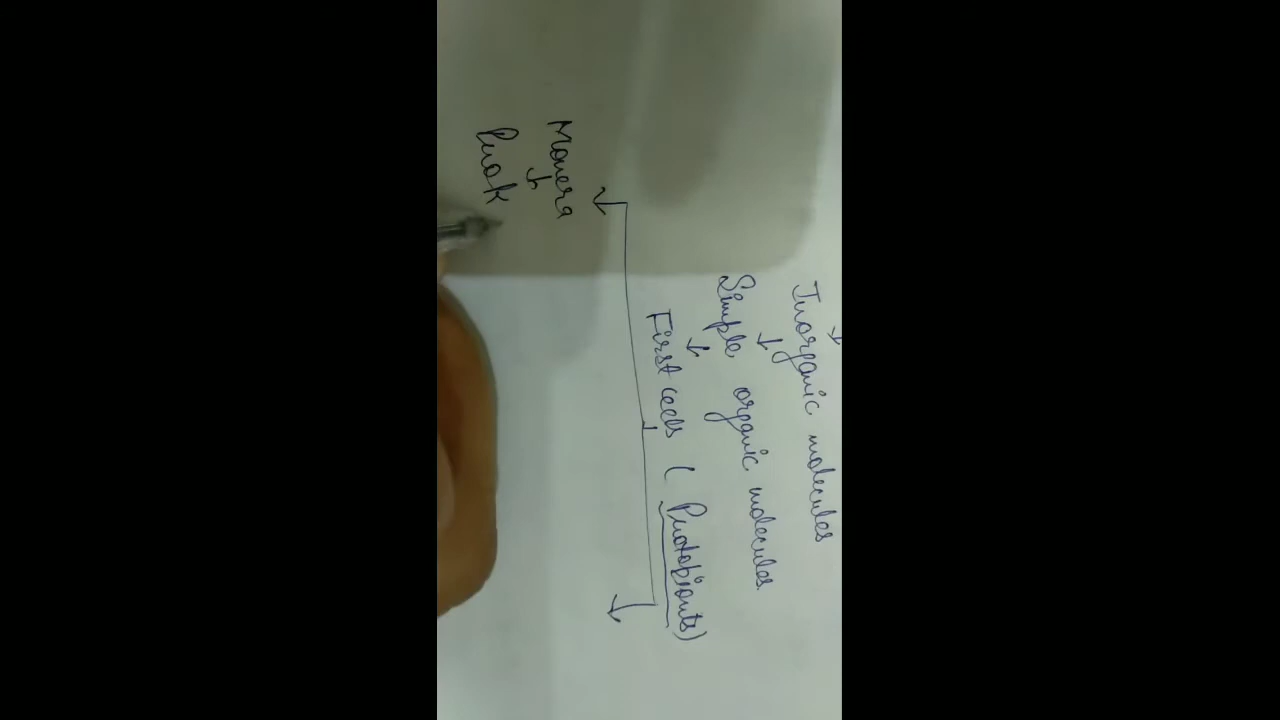 Inorganic molecules
↓
Simple organic molecules
↓
First cells (Protobionts)
Monera
↓
Prok